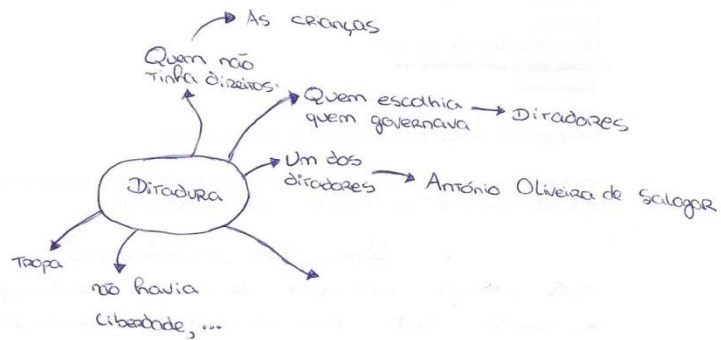 As crianças
Quem não
tinha direitos:
Quem escolhia
quem governava
Ditadores
Um dos
ditadores
António Oliveira de Salogar
Ditadura
Tropa
não havia
liberdade, ...